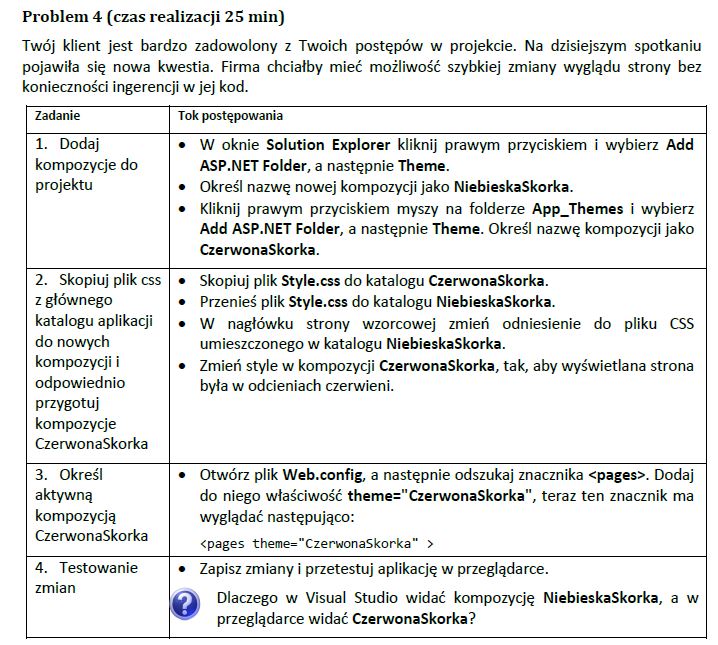 Problem 4 (czas realizacji 25 min)
Twój klient jest bardzo zadowolony z Twoich postępów w projekcie. Na dzisiejszym spotkaniu
pojawiła się nowa kwestia. Firma chciałby mieć możliwość szybkiej zmiany wyglądu strony bez
konieczności ingerencji w jej kod.
Zadanie
Tok postępowania
1. Dodaj
kompozycje do
projektu
• W oknie Solution Explorer kliknij prawym przyciskiem i wybierz Add
ASP.NET Folder, a następnie Theme.
• Określ nazwę nowej kompozycji jako NiebieskaSkorka.
• Kliknij prawym przyciskiem myszy na folderze App_Themes i wybierz
Add ASP.NET Folder, a następnie Theme. Określ nazwę kompozycji jako
CzerwonaSkorka.
2. Skopiuj plik css
z głównego
katalogu aplikacji
do nowych
kompozycji i
odpowiednio
przygotuj
kompozycje
CzerwonaSkorka
• Skopiuj plik Style.css do katalogu CzerwonaSkorka.
• Przenieś plik Style.css do katalogu NiebieskaSkorka.
• W nagłówku strony wzorcowej zmień odniesienie do pliku CSS
umieszczonego w katalogu NiebieskaSkorka.
• Zmień style w kompozycji CzerwonaSkorka, tak, aby wyświetlana strona
była w odcieniach czerwieni.
3. Określ
aktywną
kompozycją
CzerwonaSkorka
• Otwórz plik Web.config, a następnie odszukaj znacznika <pages>. Dodaj
do niego właściwość theme="CzerwonaSkorka", teraz ten znacznik ma
wyglądać następująco:
<pages theme="CzerwonaSkorka" >
4. Testowanie
zmian
• Zapisz zmiany i przetestuj aplikację w przeglądarce.
? Dlaczego w Visual Studio widać kompozycję NiebieskaSkorka, a w
przeglądarce widać CzerwonaSkorka?